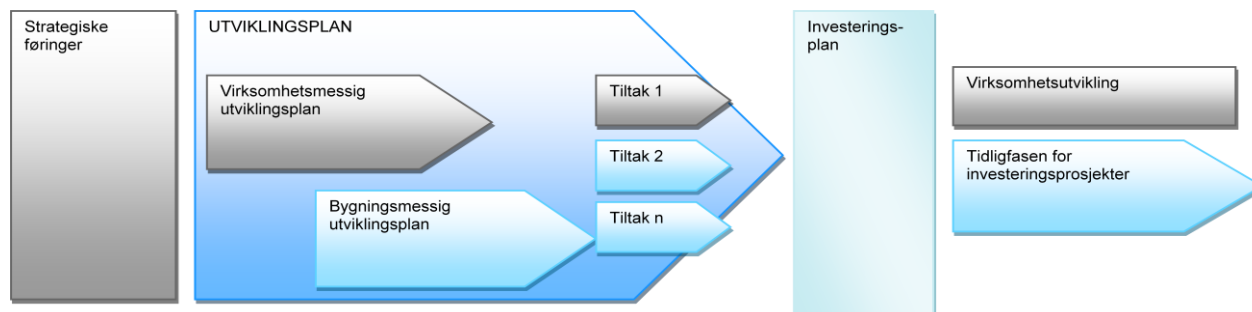 Strategiske
føringer
UTVIKLINGSPLAN
Virksomhetsmessig
utviklingsplan
Bygningsmessig
utviklingsplan
Tiltak 1
Tiltak 2
Tiltak n
Investerings-
plan
Virksomhetsutvikling
Tidligfasen for
investeringsprosjekter